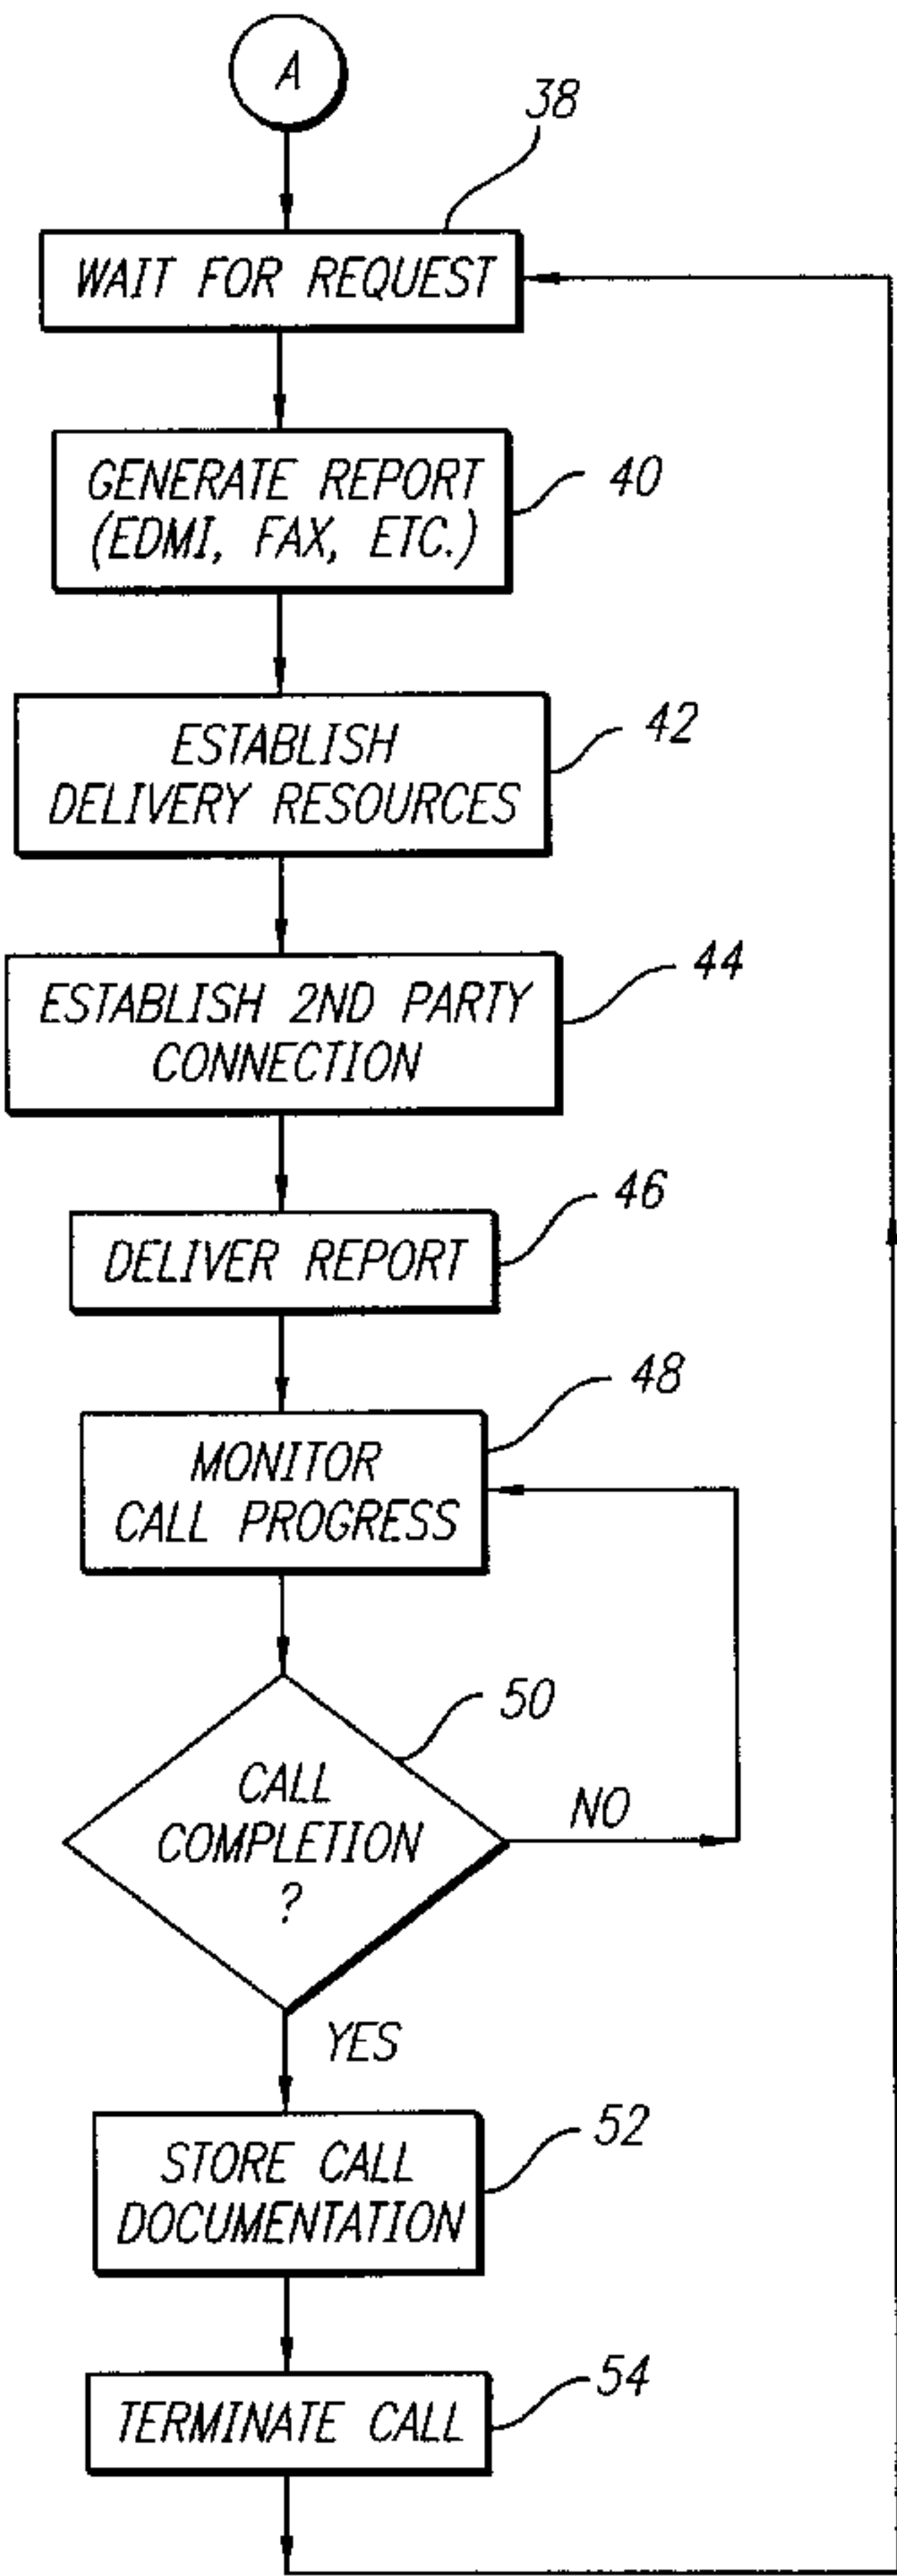 A
38
WAIT FOR REQUEST
GENERATE REPORT
(EDMI, FAX, ETC.)
40
ESTABLISH
DELIVERY RESOURCES
42
ESTABLISH 2ND PARTY
CONNECTION
44
DELIVER REPORT
46
MONITOR
CALL PROGRESS
48
CALL
COMPLETION
?
50
NO
YES
STORE CALL
DOCUMENTATION
52
TERMINATE CALL
54